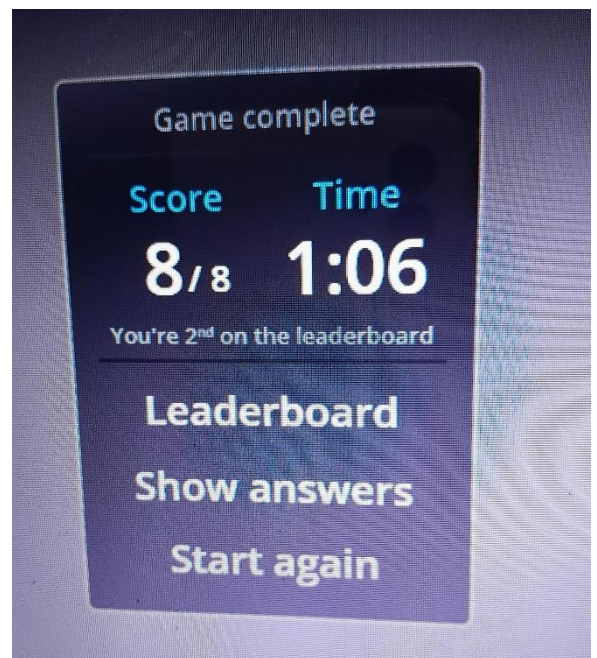 Game complete
Score Time
8/8 1:06
You're 2nd on the leaderboard
Leaderboard
Show answers
Start again